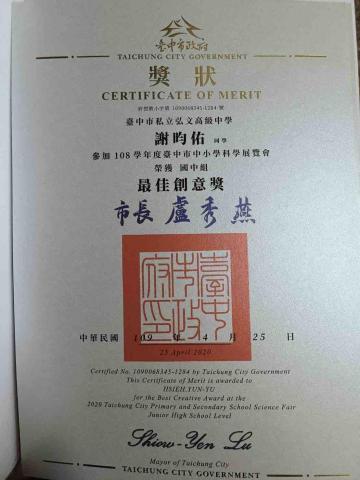 臺中市政府
TAICHUNG CITY GOVERNMENT
獎狀
CERTIFICATE OF MERIT
府授教小字第 1090068345-1284 號
臺中市私立弘文高級中學
謝昀佑 同學
參加 108 學年度臺中市中小學科學展覽會
榮獲 國中組
最佳創意獎
市長 盧秀燕
臺中市政府印
中華民國 109 年 4 月 25 日
25 April 2020
Certified No. 1090068345-1284 by Taichung City Government
This Certificate of Merit is awarded to
HSIEH,YUN-YU
for the Best Creative Award at the
2020 Taichung City Primary and Secondary School Science Fair
Junior High School Level
Shiow-Yen Lu
Mayor of Taichung City
TAICHUNG CITY GOVERNMENT